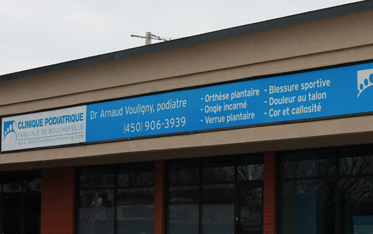 CLINIQUE PODIATRIQUE
FAMILIALE DE BOUCHERVILLE
Dr Arnaud Vouligny, podiatre
(450) 906-3939
- Orthèse plantaire
- Ongle incarné
- Verrue plantaire
- Blessure sportive
- Douleur au talon
- Cor et callosité